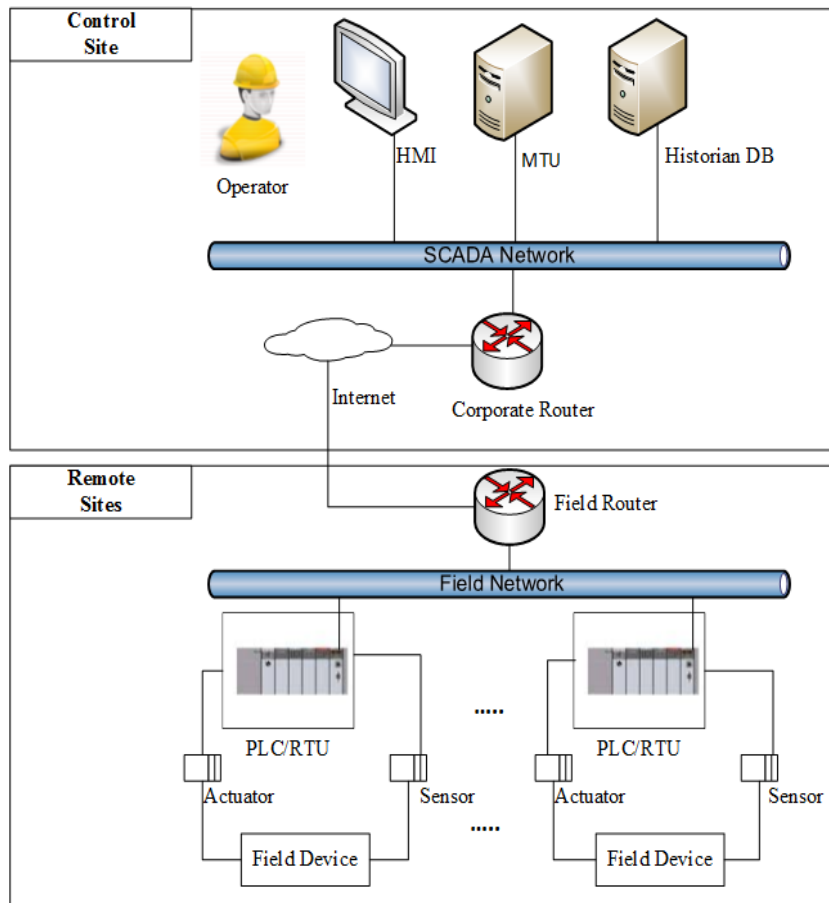 Control
Site
Operator
HMI
MTU
Historian DB
SCADA Network
Internet
Corporate Router
Remote
Sites
Field Router
Field Network
PLC/RTU
PLC/RTU
.....
Actuator
Sensor
Actuator
Sensor
.....
Field Device
Field Device